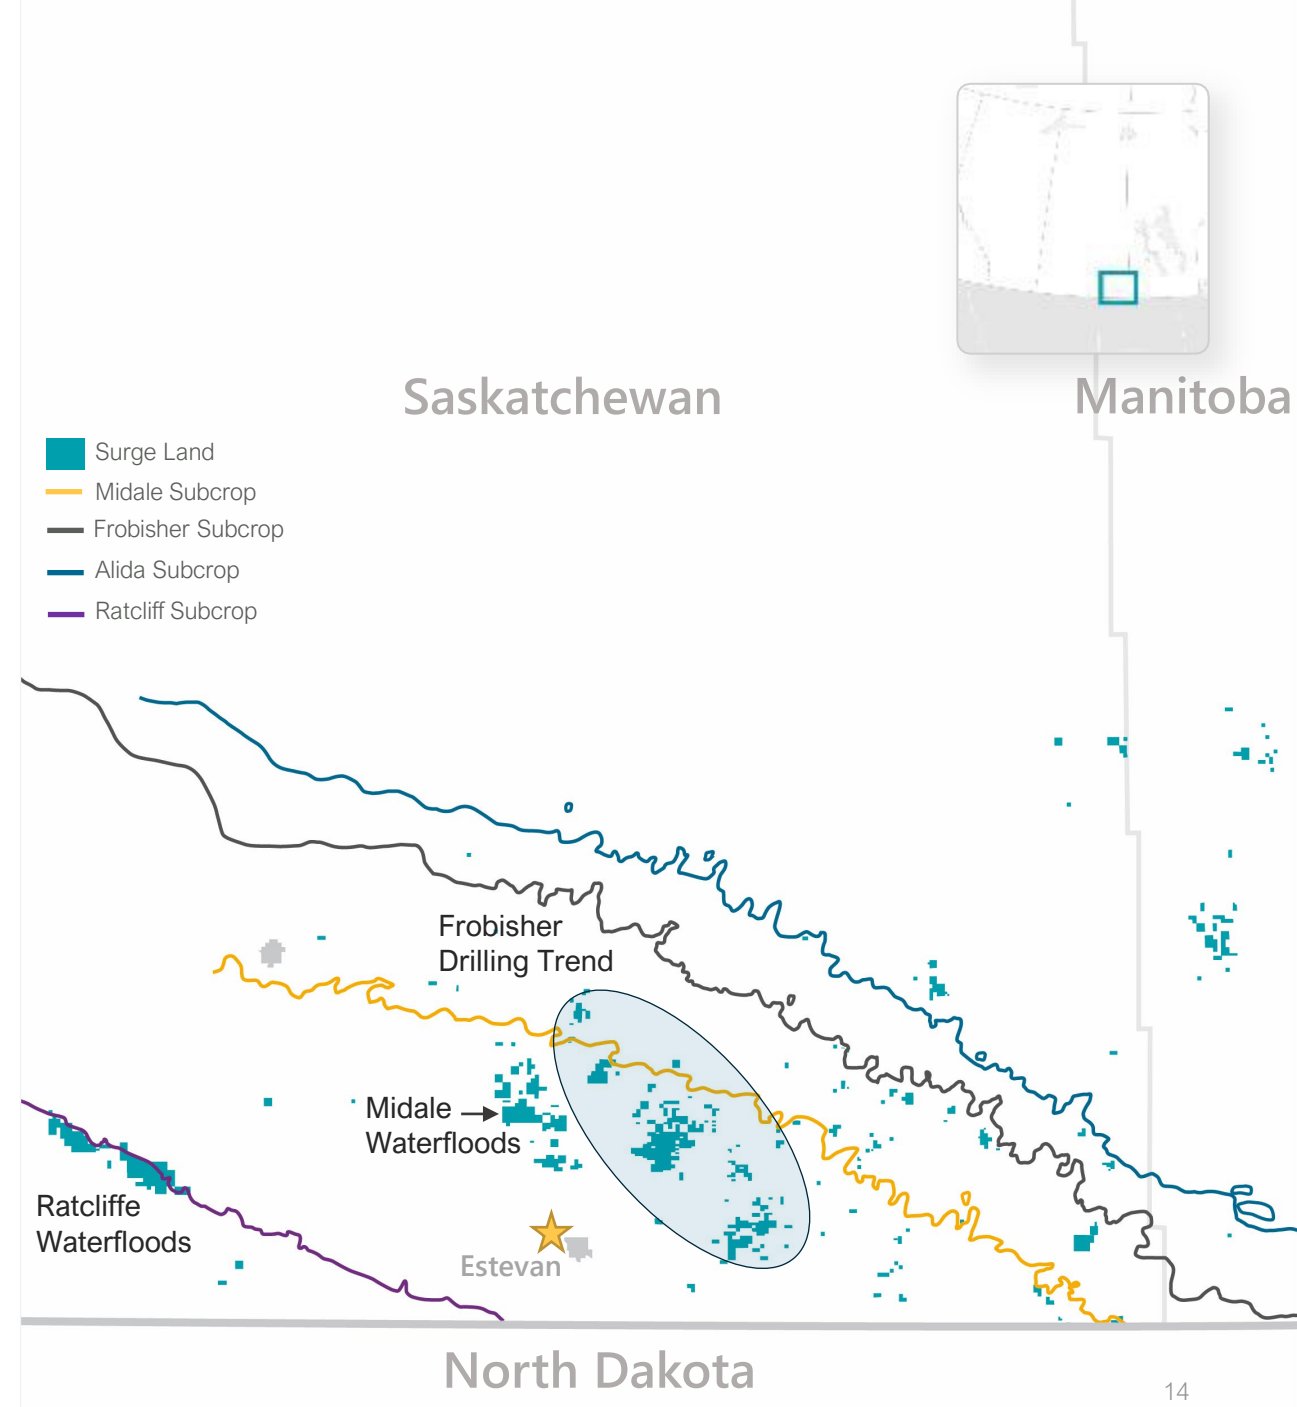 Saskatchewan
Manitoba
Surge Land
Midale Subcrop
Frobisher Subcrop
Alida Subcrop
Ratcliff Subcrop
Frobisher
Drilling Trend
Midale
Waterfloods
Ratcliffe
Waterfloods
Estevan
North Dakota
14